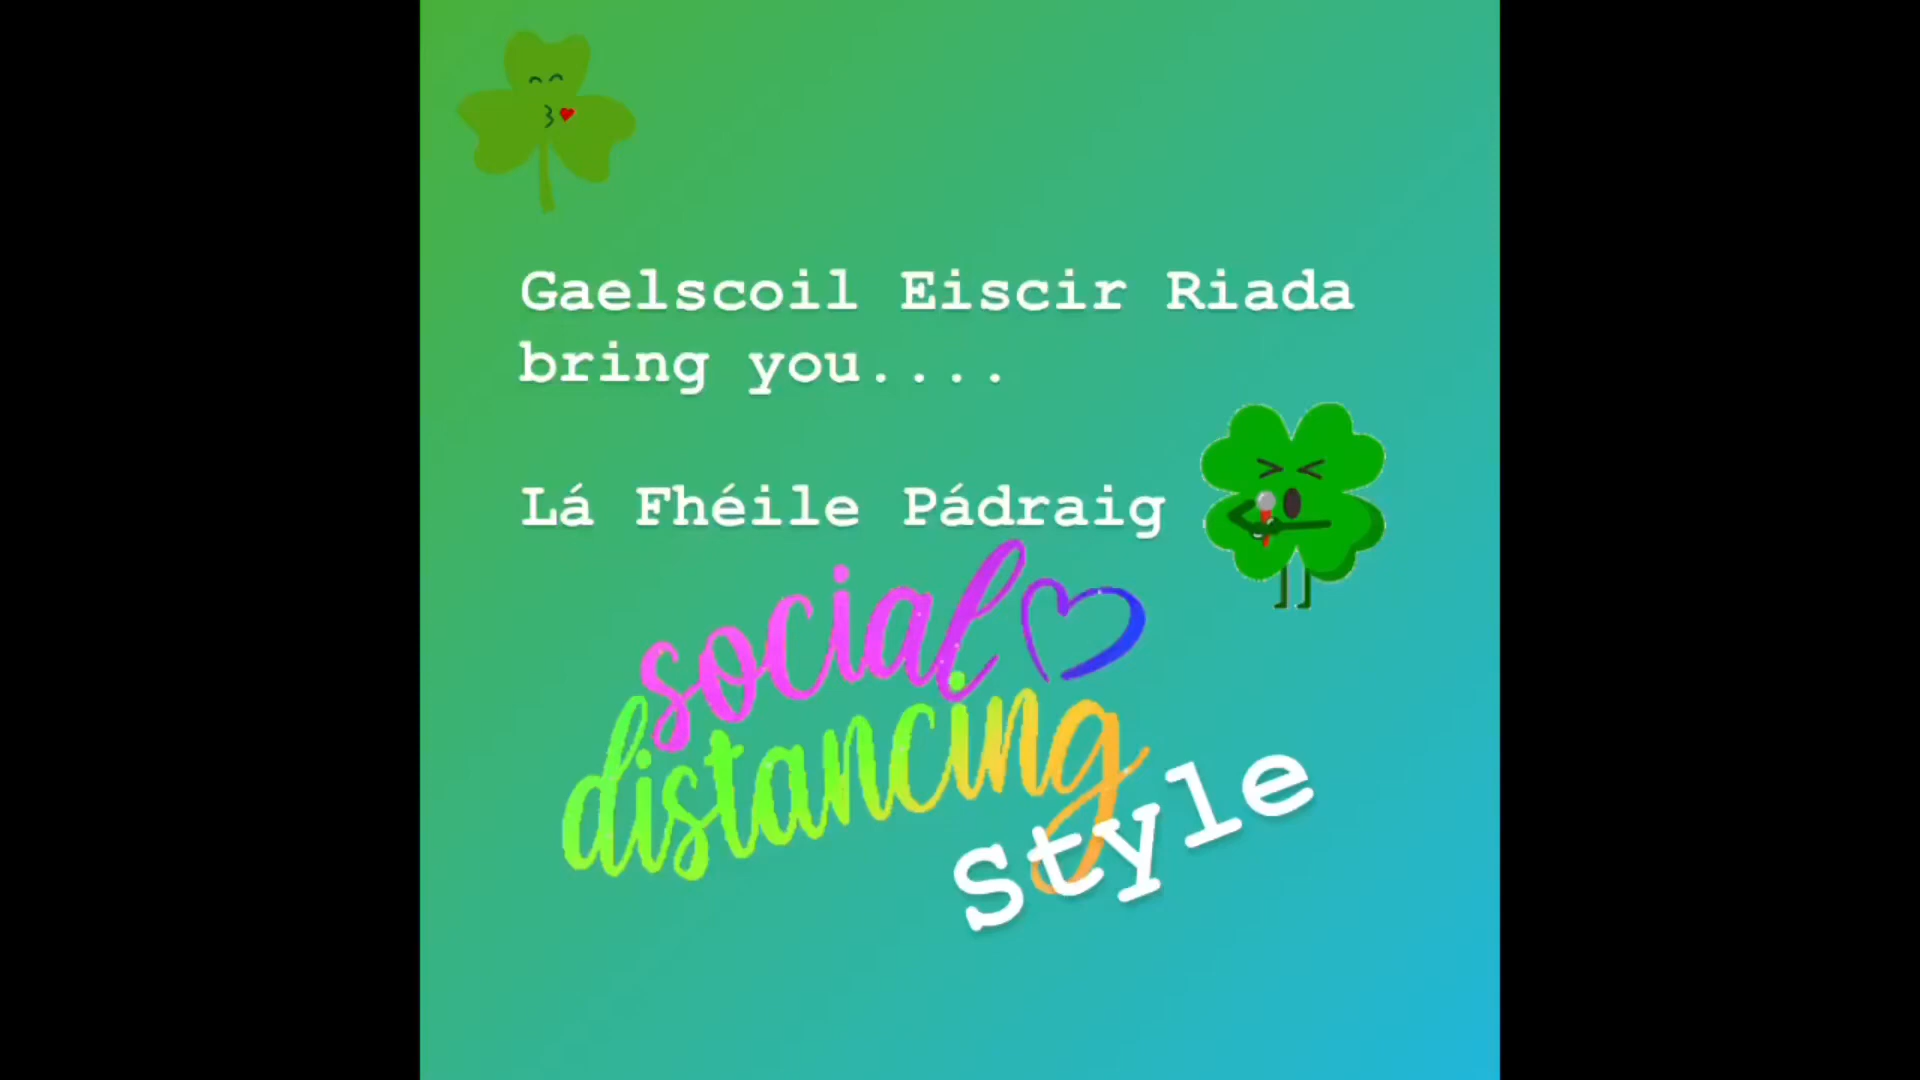 Gaelscoil Eiscir Riada
bring you....
Lá Fhéile Pádraig
social
distancing
Style